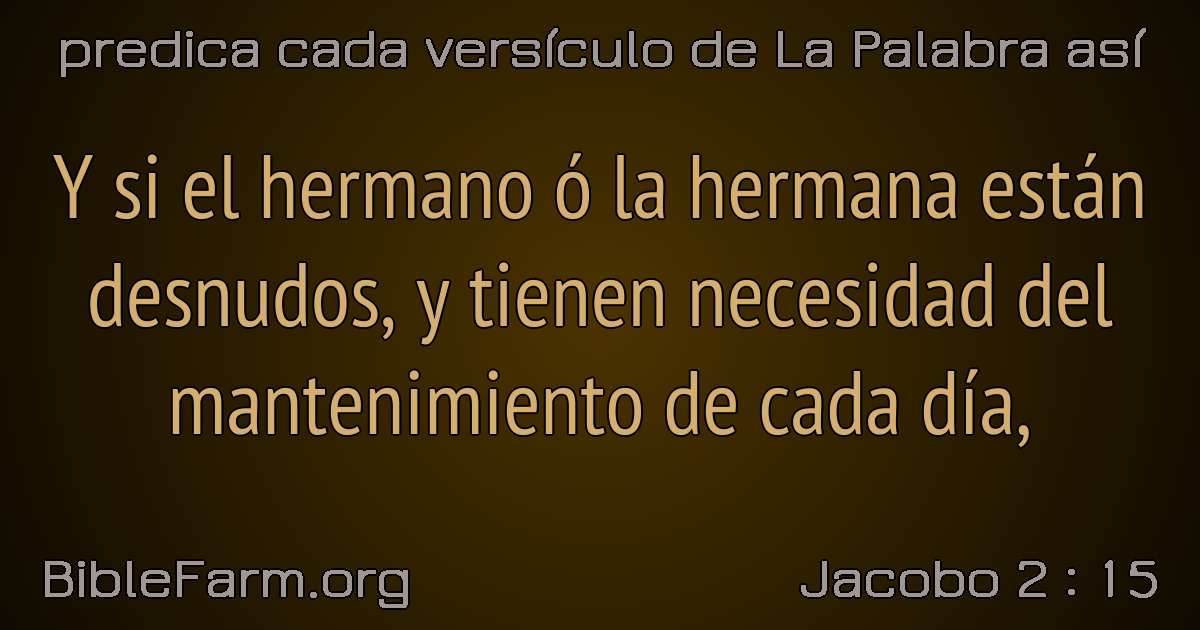 predica cada versículo de La Palabra así
Y si el hermano ó la hermana están
desnudos, y tienen necesidad del
mantenimiento de cada día,
BibleFarm.org
Jacobo 2 : 15